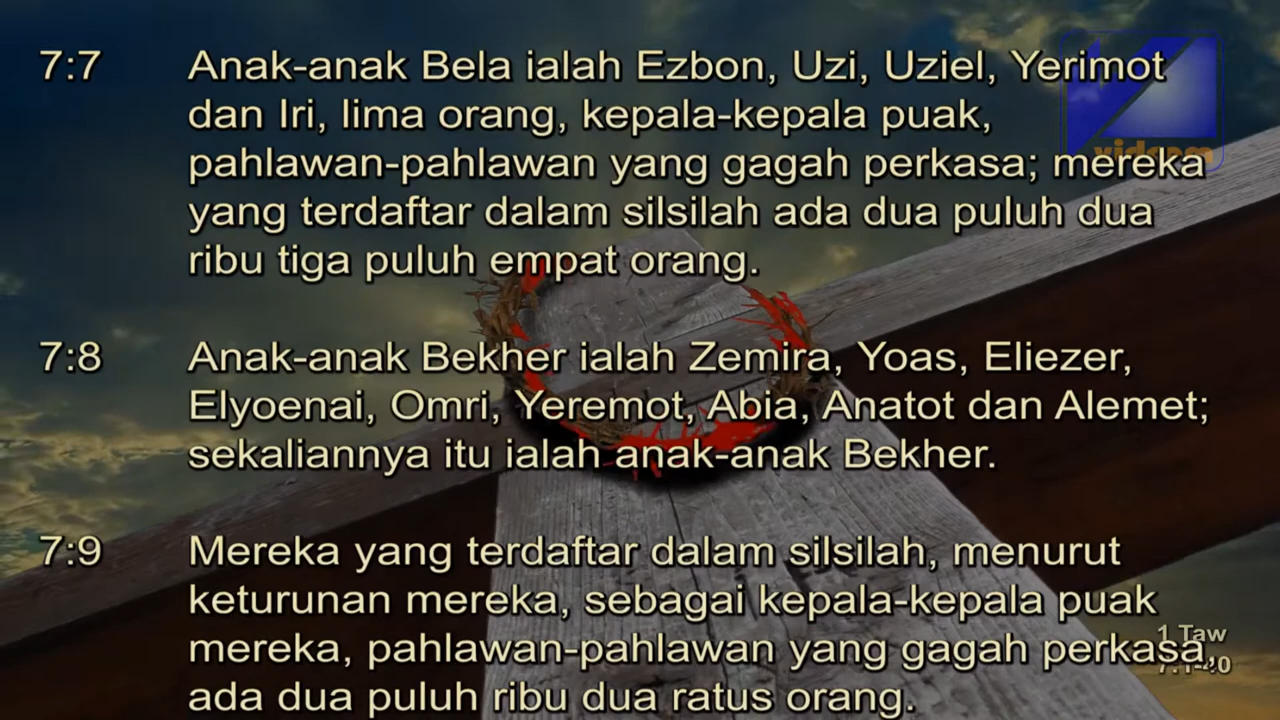 7:7 Anak-anak Bela ialah Ezbon, Uzi, Uziel, Yerimot
dan Iri, lima orang, kepala-kepala puak,
pahlawan-pahlawan yang gagah perkasa; mereka
yang terdaftar dalam silsilah ada dua puluh dua
ribu tiga puluh empat orang.
7:8 Anak-anak Bekher ialah Zemira, Yoas, Eliezer,
Elyoenai, Omri, Yeremot, Abia, Anatot dan Alemet;
sekaliannya itu ialah anak-anak Bekher.
7:9 Mereka yang terdaftar dalam silsilah, menurut
keturunan mereka, sebagai kepala-kepala puak
mereka, pahlawan-pahlawan yang gagah perkasa,
ada dua puluh ribu dua ratus orang.
vidcom
1 Taw
7:1-40